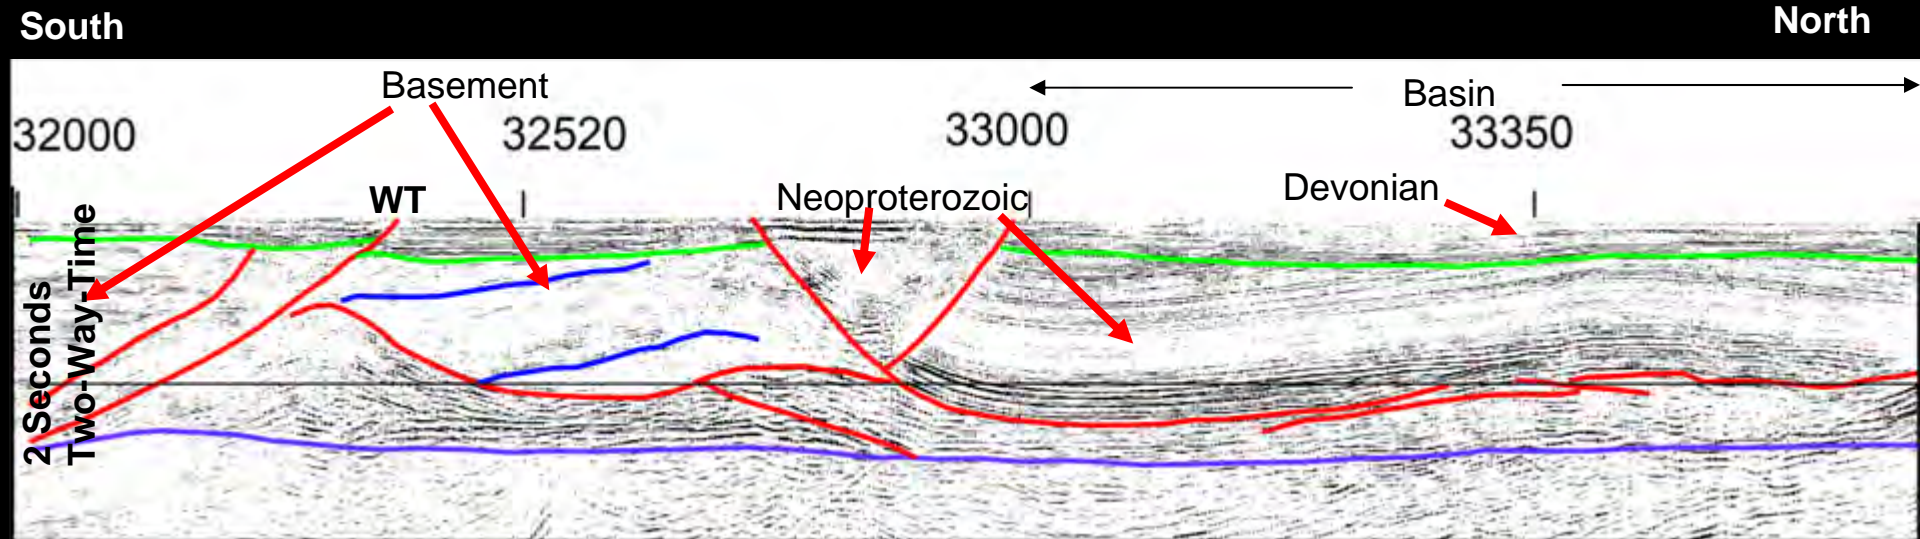 South
North
Basement
Basin
32000
32520
33000
33350
WT
Neoproterozoic
Devonian
2 Seconds
Two-Way-Time